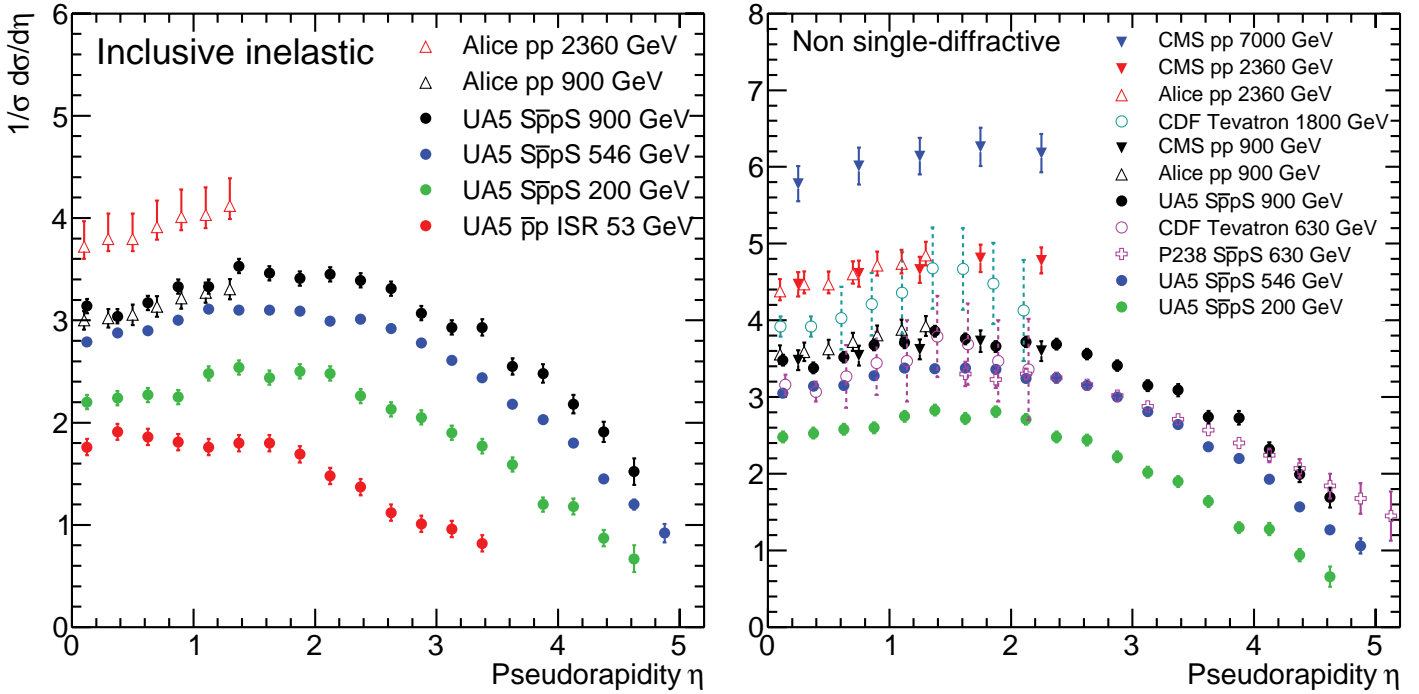 1/σ dσ/dη
6
5
4
3
2
1
0
Inclusive inelastic
Alice pp 2360 GeV
Alice pp 900 GeV
UA5 Sp̅pS 900 GeV
UA5 Sp̅pS 546 GeV
UA5 Sp̅pS 200 GeV
UA5 p̅p ISR 53 GeV
0 1 2 3 4 5
Pseudorapidity η
8
7
6
5
4
3
2
1
0
Non single-diffractive
CMS pp 7000 GeV
CMS pp 2360 GeV
Alice pp 2360 GeV
CDF Tevatron 1800 GeV
CMS pp 900 GeV
Alice pp 900 GeV
UA5 Sp̅pS 900 GeV
CDF Tevatron 630 GeV
P238 Sp̅pS 630 GeV
UA5 Sp̅pS 546 GeV
UA5 Sp̅pS 200 GeV
0 1 2 3 4 5
Pseudorapidity η